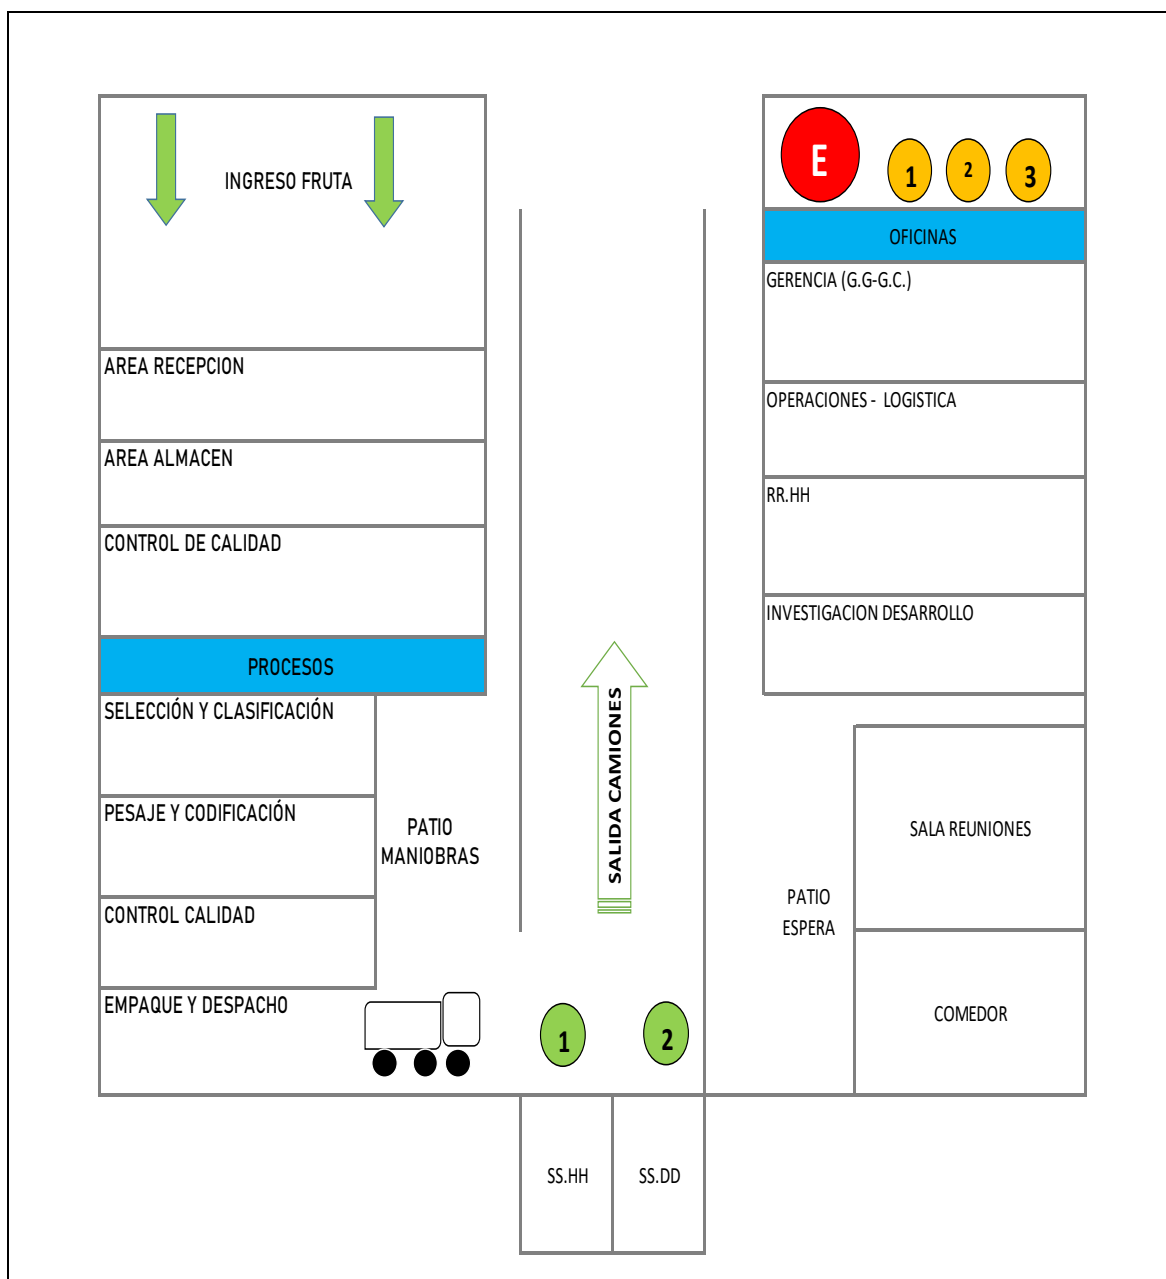 INGRESO FRUTA
AREA RECEPCION
AREA ALMACEN
CONTROL DE CALIDAD
PROCESOS
SELECCIÓN Y CLASIFICACIÓN
PESAJE Y CODIFICACIÓN
CONTROL CALIDAD
EMPAQUE Y DESPACHO
PATIO
MANIOBRAS
SALIDA CAMIONES
1
2
SS.HH
SS.DD
E
1
2
3
OFICINAS
GERENCIA (G.G-G.C.)
OPERACIONES - LOGISTICA
RR.HH
INVESTIGACION DESARROLLO
PATIO
ESPERA
SALA REUNIONES
COMEDOR